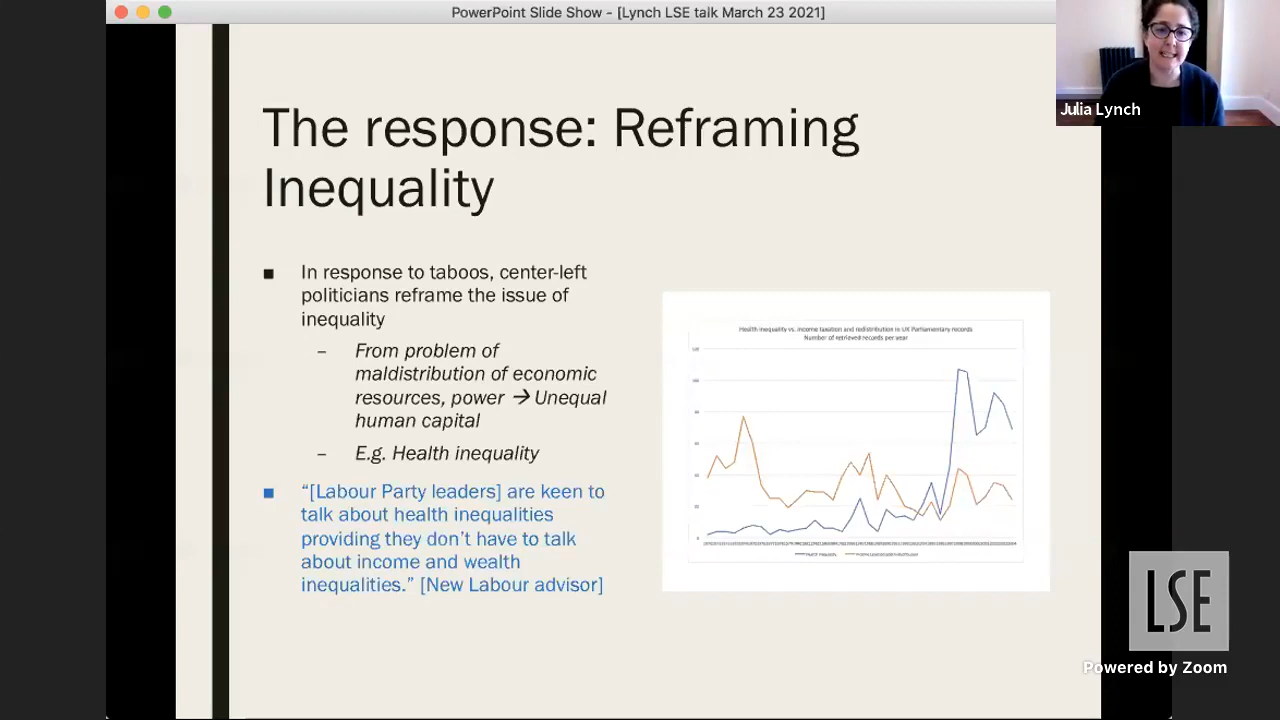 PowerPoint Slide Show - [Lynch LSE talk March 23 2021]
Julia Lynch
The response: Reframing
Inequality
■ In response to taboos, center-left
politicians reframe the issue of
inequality
– From problem of
maldistribution of economic
resources, power → Unequal
human capital
– E.g. Health inequality
■ “[Labour Party leaders] are keen to
talk about health inequalities
providing they don’t have to talk
about income and wealth
inequalities.” [New Labour advisor]
Health inequality vs. income taxation and redistribution in UK Parliamentary records
Number of retrieved records per year
LSE
Powered by Zoom